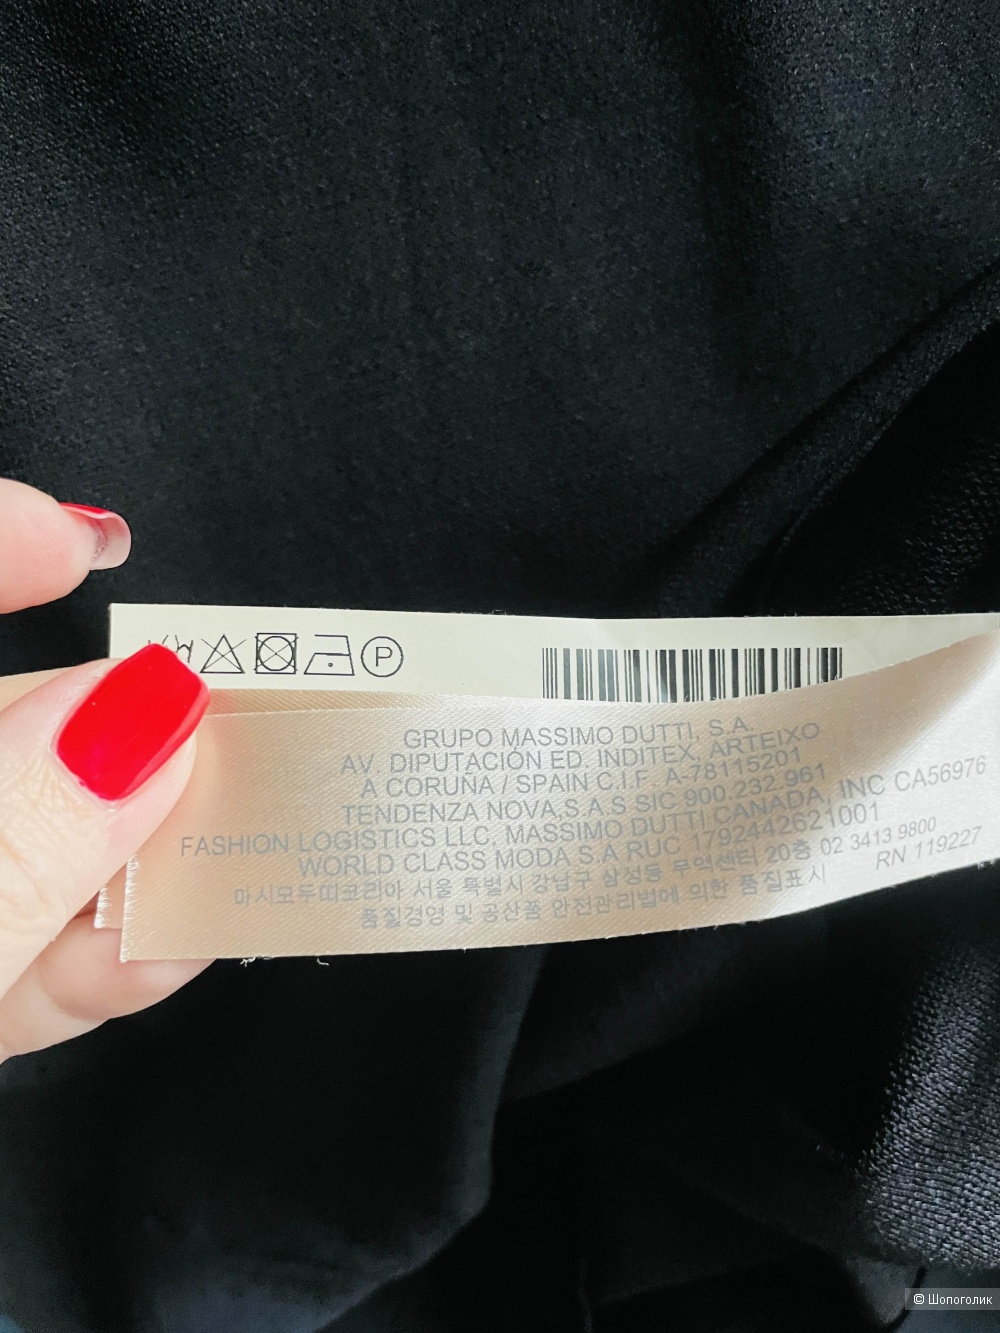 P
GRUPO MASSIMO DUTTI, S.A.
AV. DIPUTACIÓN ED. INDITEX, ARTEIXO
A CORUÑA / SPAIN C.I.F. A-78115201
TENDENZA NOVA,S.A.S SIC 900.232.961
FASHION LOGISTICS LLC, MASSIMO DUTTI CANADA, INC CA56976
WORLD CLASS MODA S.A RUC 1792442621001
마시모두띠코리아 서울 특별시 강남구 삼성동 무역센터 20층 02 3413 9800
품질경영 및 공산품 안전관리법에 의한 품질표시 RN 119227
© Шопоголик